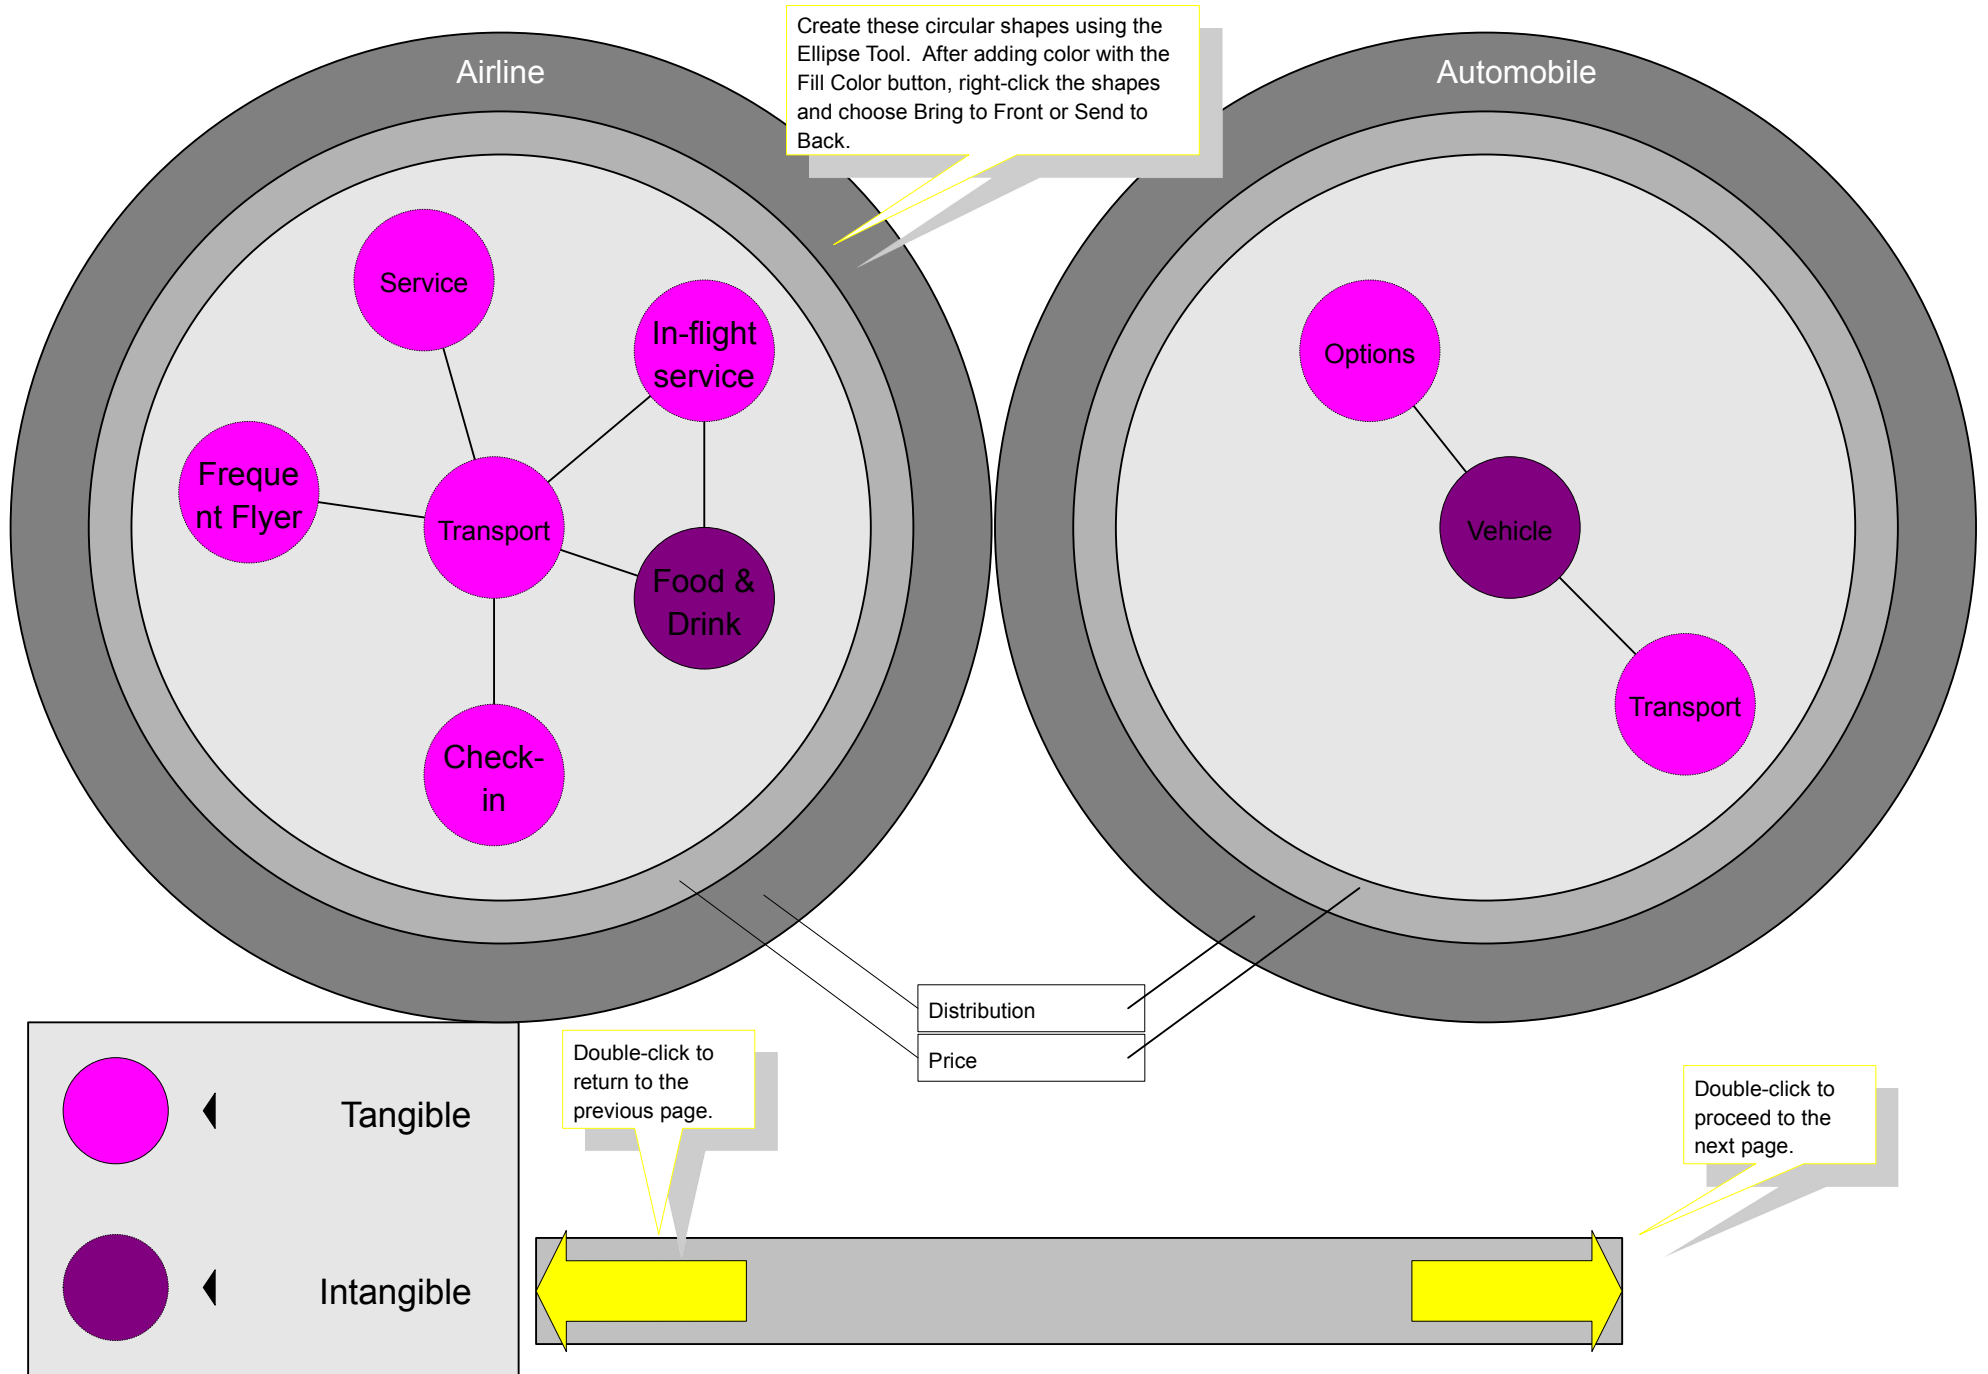 Create these circular shapes using the
Ellipse Tool.  After adding color with the
Fill Color button, right-click the shapes
and choose Bring to Front or Send to
Back.
Airline
Automobile
Service
In-flight
service
Freque
nt Flyer
Transport
Food &
Drink
Check-
in
Options
Vehicle
Transport
Distribution
Price
Tangible
Intangible
Double-click to
return to the
previous page.
Double-click to
proceed to the
next page.